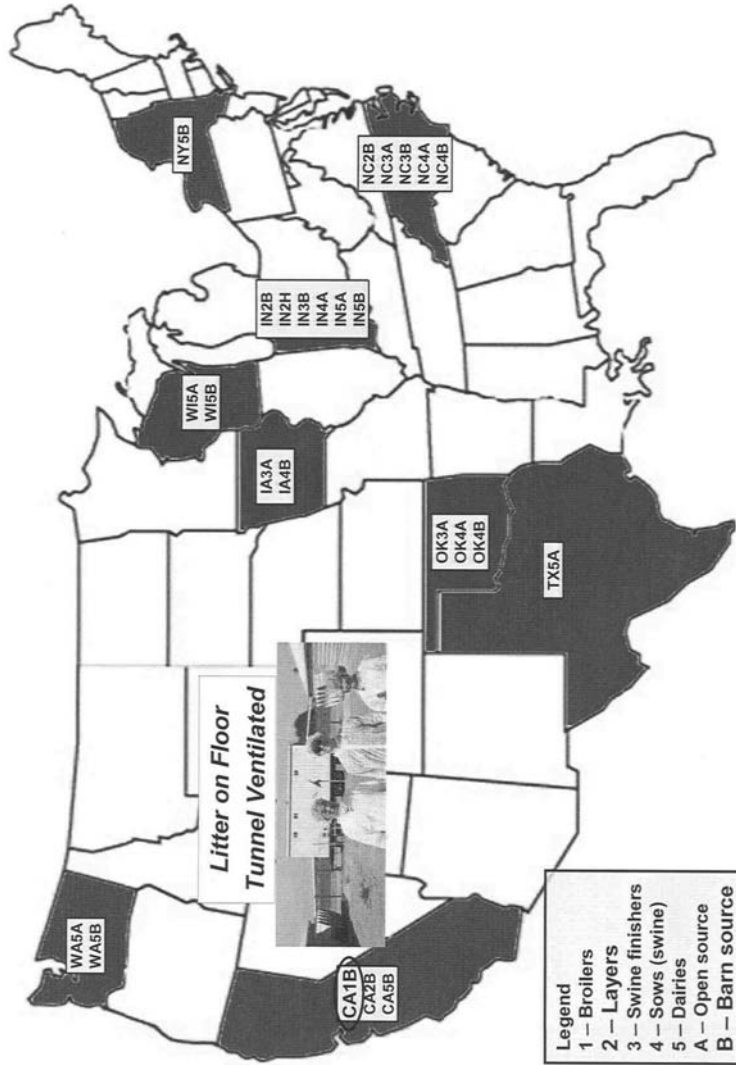 WA5A
WA5B
CA1B
CA2B
CA5B
Litter on Floor
Tunnel Ventilated
OK3A
OK4A
OK4B
TX5A
IA3A
IA4B
WI5A
WI5B
IN2B
IN2H
IN3B
IN4A
IN5A
IN5B
NY5B
NC2B
NC3A
NC3B
NC4A
NC4B
Legend
1 – Broilers
2 – Layers
3 – Swine finishers
4 – Sows (swine)
5 – Dairies
A – Open source
B – Barn source